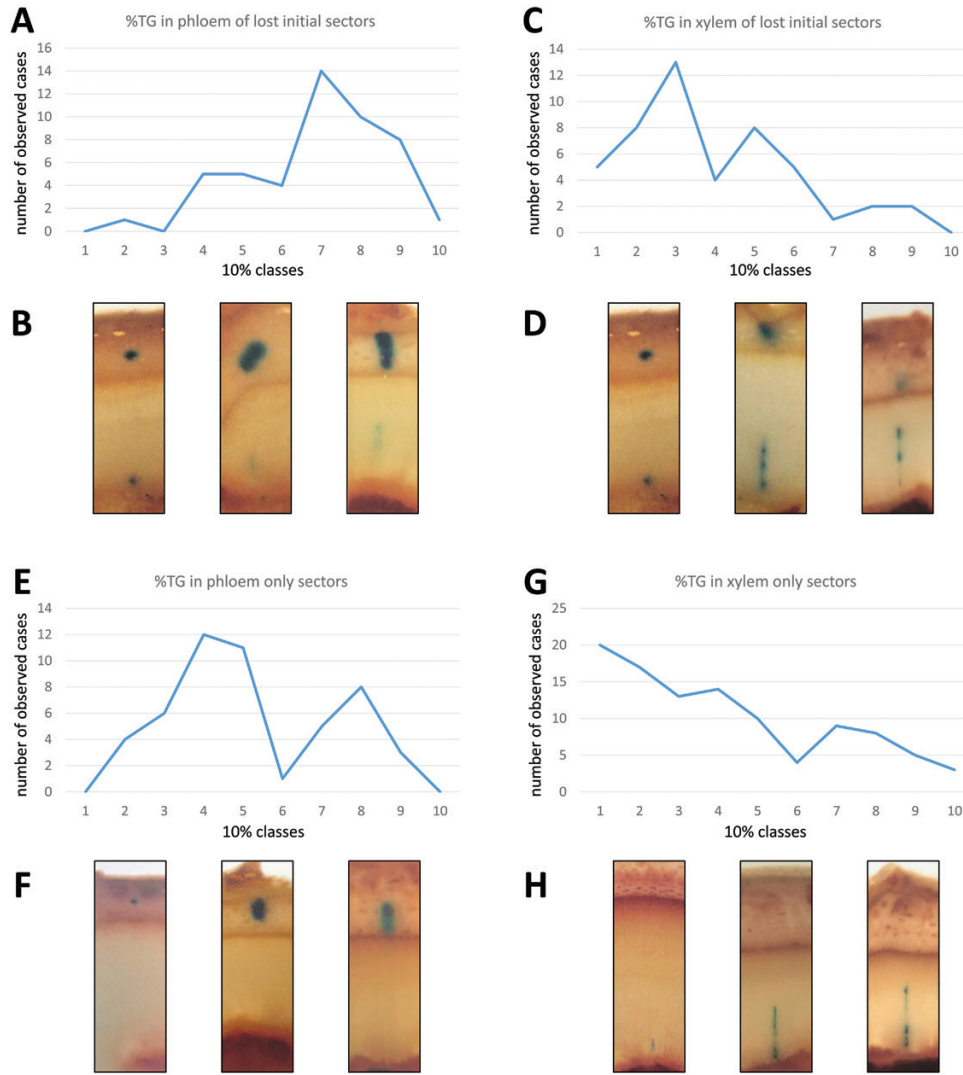 A
%TG in phloem of lost initial sectors
number of observed cases
16
14
12
10
8
6
4
2
0
1 2 3 4 5 6 7 8 9 10
10% classes
B
C
%TG in xylem of lost initial sectors
number of observed cases
14
12
10
8
6
4
2
0
1 2 3 4 5 6 7 8 9 10
10% classes
D
E
%TG in phloem only sectors
number of observed cases
14
12
10
8
6
4
2
0
1 2 3 4 5 6 7 8 9 10
10% classes
F
G
%TG in xylem only sectors
number of observed cases
25
20
15
10
5
0
1 2 3 4 5 6 7 8 9 10
10% classes
H